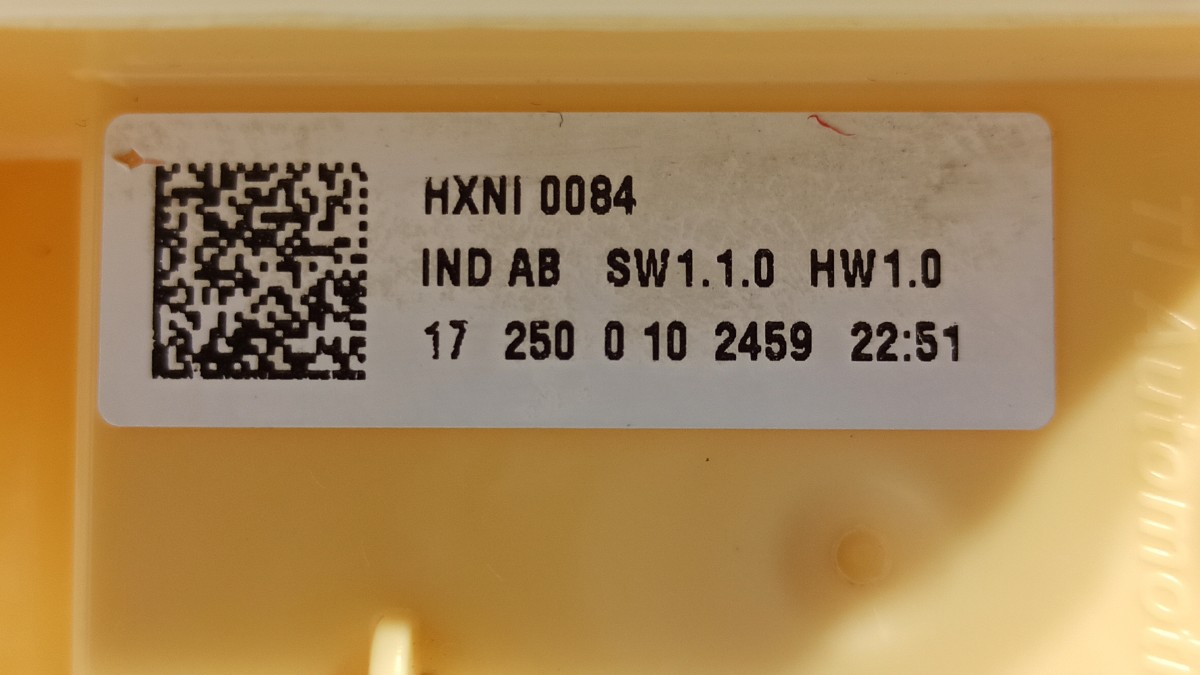 HXNI 0084
IND AB SW1.1.0 HW1.0
17 250 0 10 2459 22:51